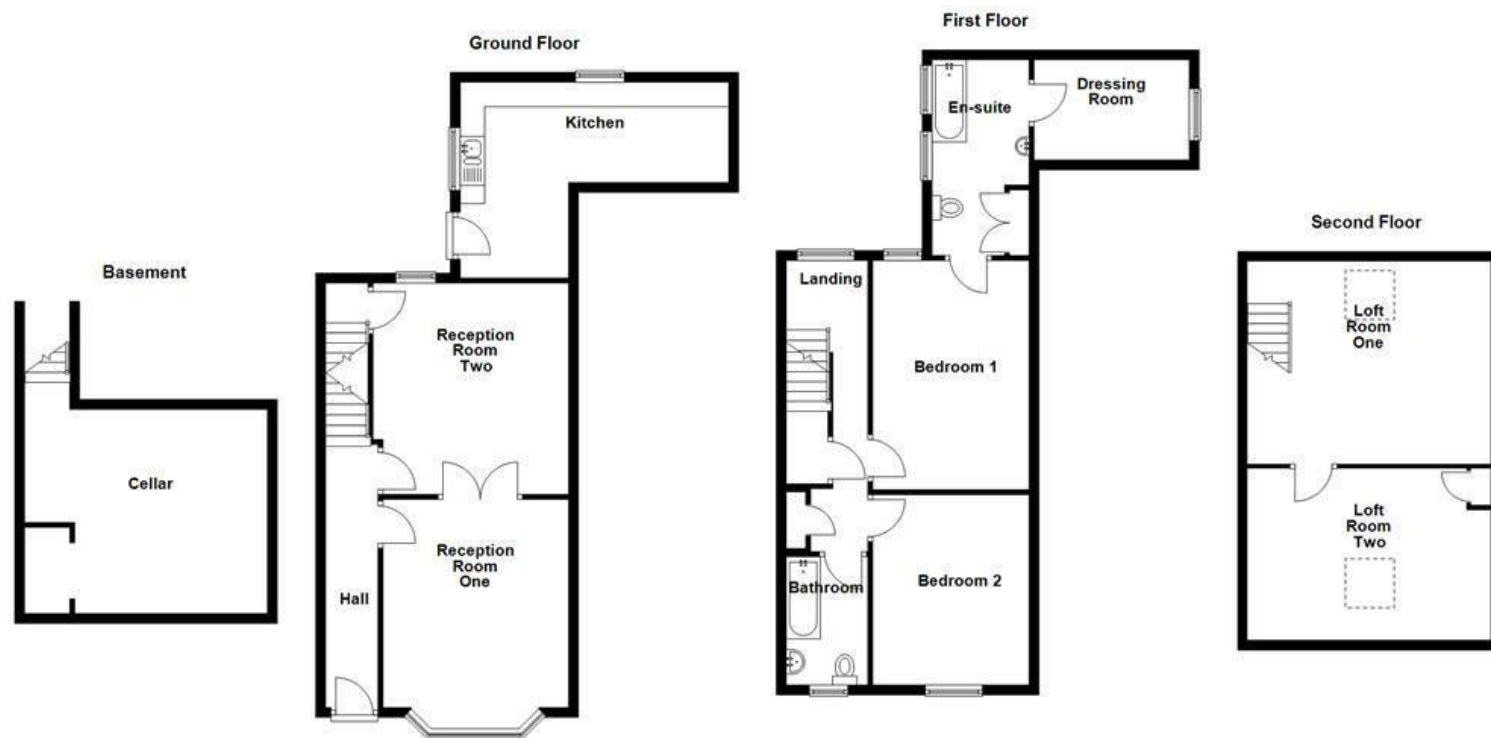 Basement
Cellar
Ground Floor
Kitchen
Reception
Room
Two
Reception
Room
One
Hall
First Floor
En-suite
Dressing
Room
Landing
Bedroom 1
Bathroom
Bedroom 2
Second Floor
Loft
Room
One
Loft
Room
Two